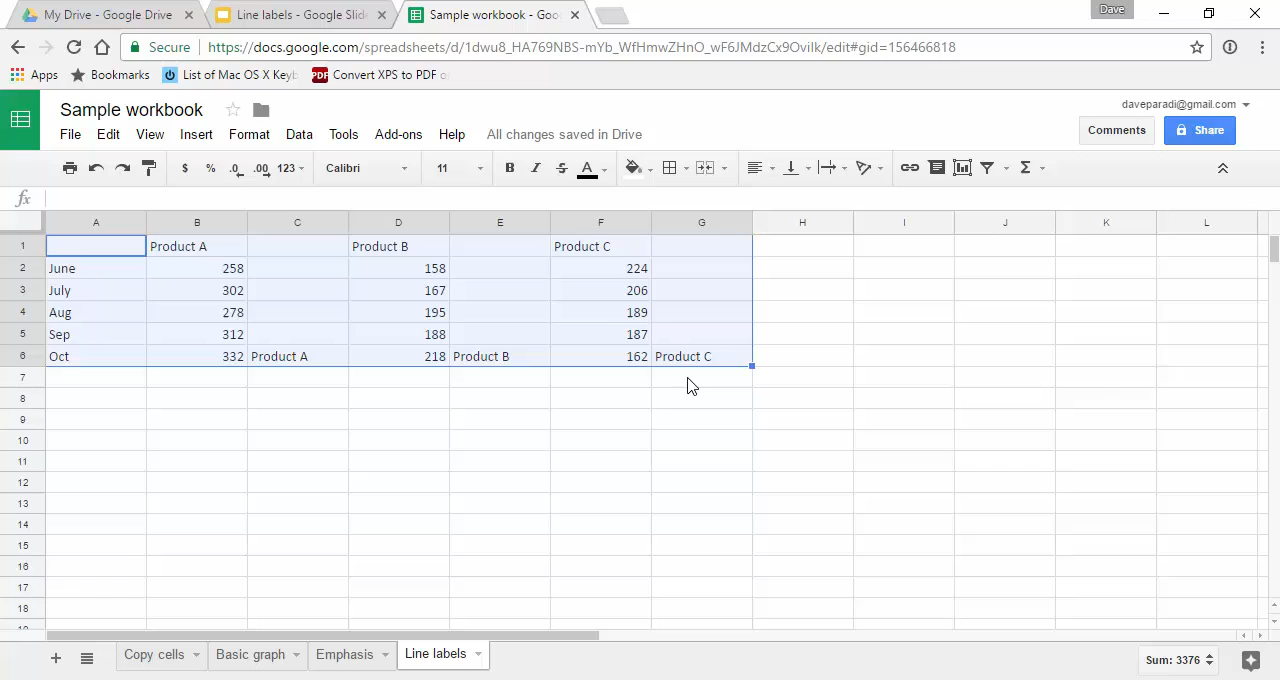 My Drive - Google Drive
Line labels - Google Slide
Sample workbook - Goo
Dave
Secure
https://docs.google.com/spreadsheets/d/1dwu8_HA769NBS-mYb_WfHmwZHnO_wF6JMdzCx9Ovilk/edit#gid=156466818
Apps
Bookmarks
List of Mac OS X Keyb
PDF Convert XPS to PDF o
Sample workbook
daveparadi@gmail.com
File Edit View Insert Format Data Tools Add-ons Help All changes saved in Drive
Comments
Share
$ % .0 .00 123 Calibri 11 B I S A Σ
fx
A B C D E F G H I J K L
1 Product A Product B Product C
2 June 258 158 224
3 July 302 167 206
4 Aug 278 195 189
5 Sep 312 188 187
6 Oct 332 Product A 218 Product B 162 Product C
7
8
9
10
11
12
13
14
15
16
17
18
Copy cells Basic graph Emphasis Line labels
Sum: 3376